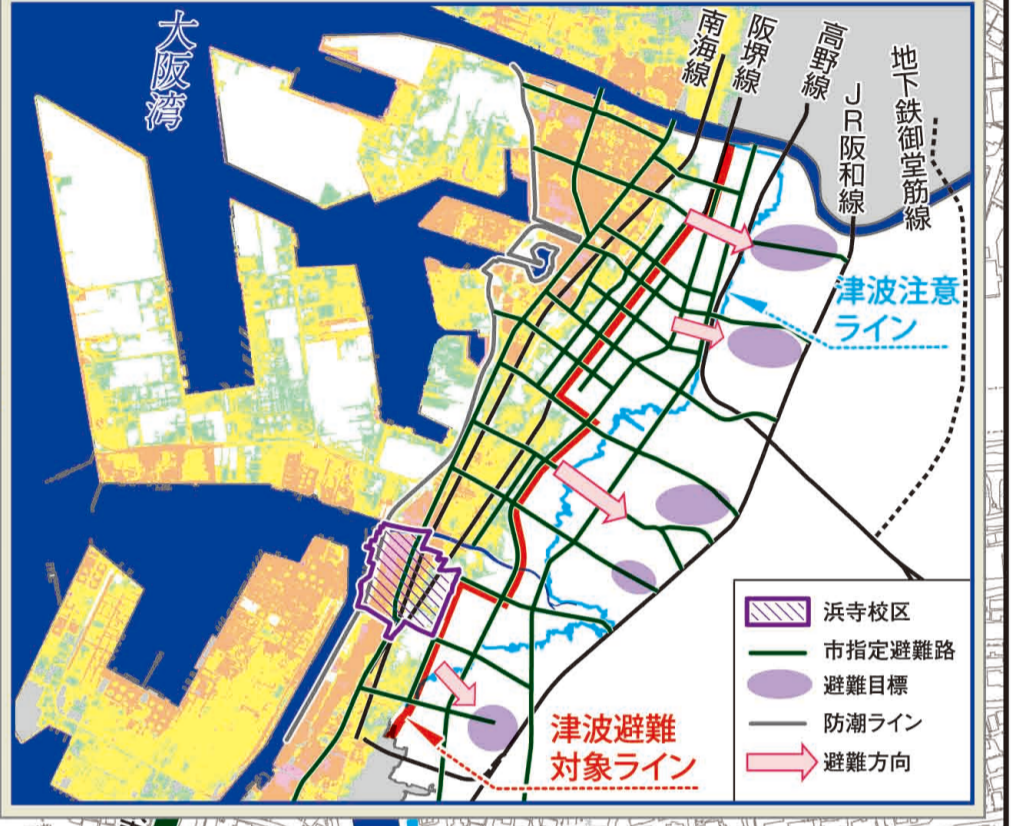 大阪湾
南海線
阪堺線
高野線
JR阪和線
地下鉄御堂筋線
津波注意
ライン
津波避難
対象ライン
浜寺校区
市指定避難路
避難目標
防潮ライン
避難方向